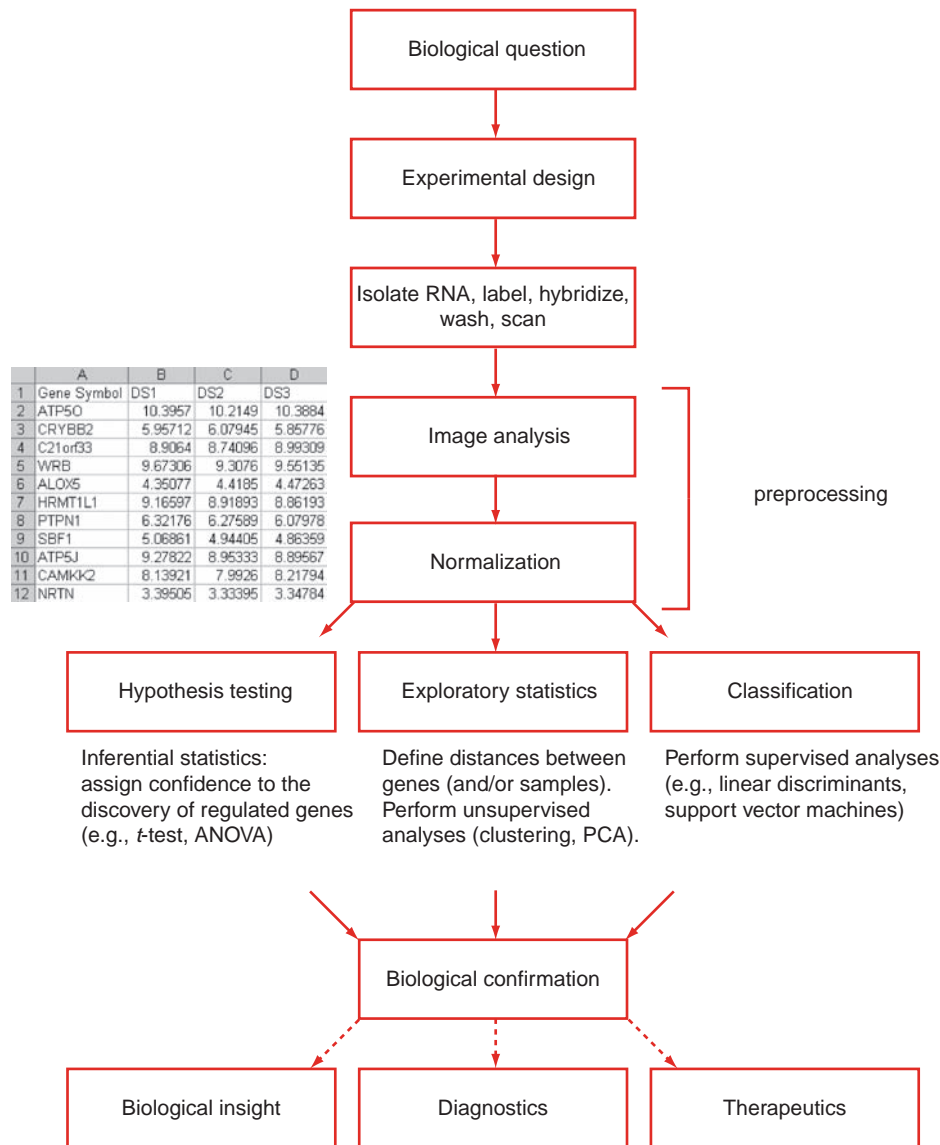 Biological question
Experimental design
Isolate RNA, label, hybridize,
wash, scan
A B C D
1 Gene Symbol DS1 DS2 DS3
2 ATP5O 10.3957 10.2149 10.3884
3 CRYBB2 5.95712 6.07945 5.85776
4 C21orf33 8.9064 8.74096 8.99309
5 WRB 9.67306 9.3076 9.55135
6 ALOX5 4.35077 4.4185 4.47263
7 HRMT1L1 9.16597 8.91893 8.86193
8 PTPN1 6.32176 6.27589 6.07978
9 SBF1 5.06861 4.94405 4.86359
10 ATP5J 9.27822 8.95333 8.89567
11 CAMKK2 8.13921 7.9926 8.21794
12 NRTN 3.39505 3.33395 3.34784
Image analysis
preprocessing
Normalization
Hypothesis testing
Inferential statistics:
assign confidence to the
discovery of regulated genes
(e.g., t-test, ANOVA)
Exploratory statistics
Define distances between
genes (and/or samples).
Perform unsupervised
analyses (clustering, PCA).
Classification
Perform supervised analyses
(e.g., linear discriminants,
support vector machines)
Biological confirmation
Biological insight
Diagnostics
Therapeutics